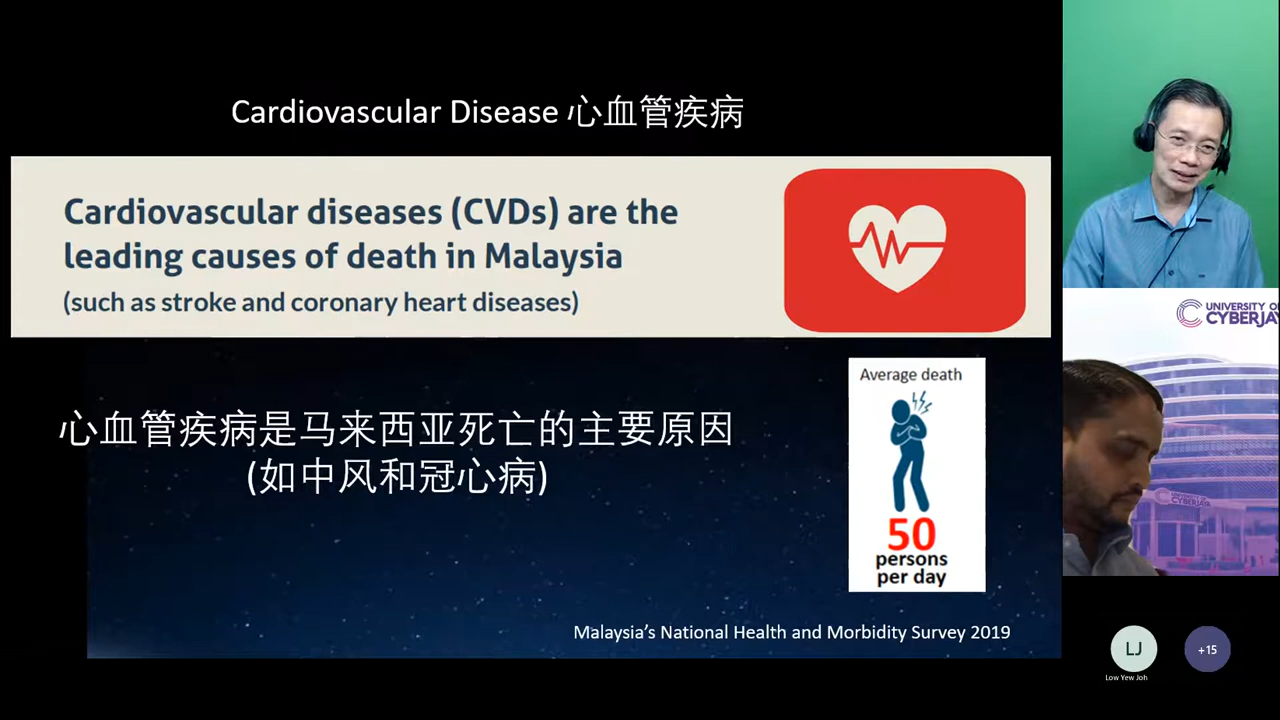 Cardiovascular Disease 心血管疾病
Cardiovascular diseases (CVDs) are the
leading causes of death in Malaysia
(such as stroke and coronary heart diseases)
心血管疾病是马来西亚死亡的主要原因
(如中风和冠心病)
Average death
50
persons
per day
Malaysia's National Health and Morbidity Survey 2019
UNIVERSITY OF
CYBERJAY
UNIVERSITY OF
CYBERJAYA
LJ
+15
Low Yew Joh